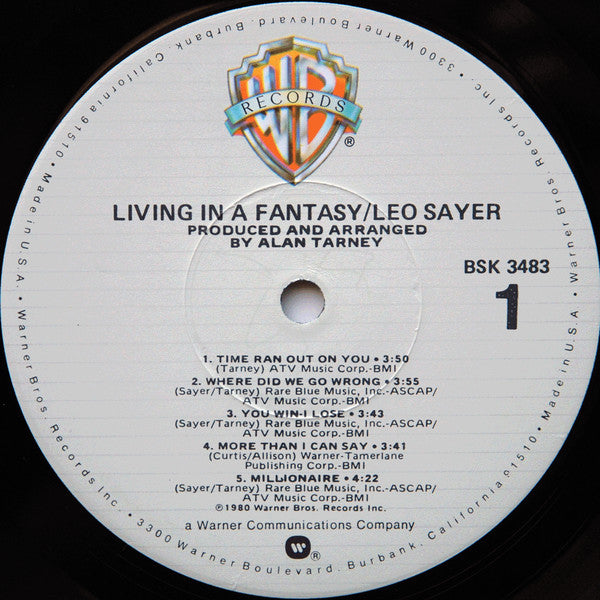 WB
RECORDS
®
LIVING IN A FANTASY/LEO SAYER
PRODUCED AND ARRANGED
BY ALAN TARNEY
BSK 3483
1
1. TIME RAN OUT ON YOU • 3:50
(Tarney) ATV Music Corp.-BMI
2. WHERE DID WE GO WRONG • 3:55
(Sayer/Tarney) Rare Blue Music, Inc.-ASCAP/
ATV Music Corp.-BMI
3. YOU WIN-I LOSE • 3:43
(Sayer/Tarney) Rare Blue Music, Inc.-ASCAP/
ATV Music Corp.-BMI
4. MORE THAN I CAN SAY • 3:41
(Curtis/Allison) Warner-Tamerlane
Publishing Corp.-BMI
5. MILLIONAIRE • 4:22
(Sayer/Tarney) Rare Blue Music, Inc.-ASCAP/
ATV Music Corp.-BMI
℗1980 Warner Bros. Records Inc.
a Warner Communications Company
W ®
Warner Bros. Records Inc. • 3300 Warner Boulevard, Burbank, California 91510 • Made in U.S.A. • Warner Bros. Records Inc. • 3300 Warner Boulevard, Burbank, California 91510 • Made in U.S.A. •